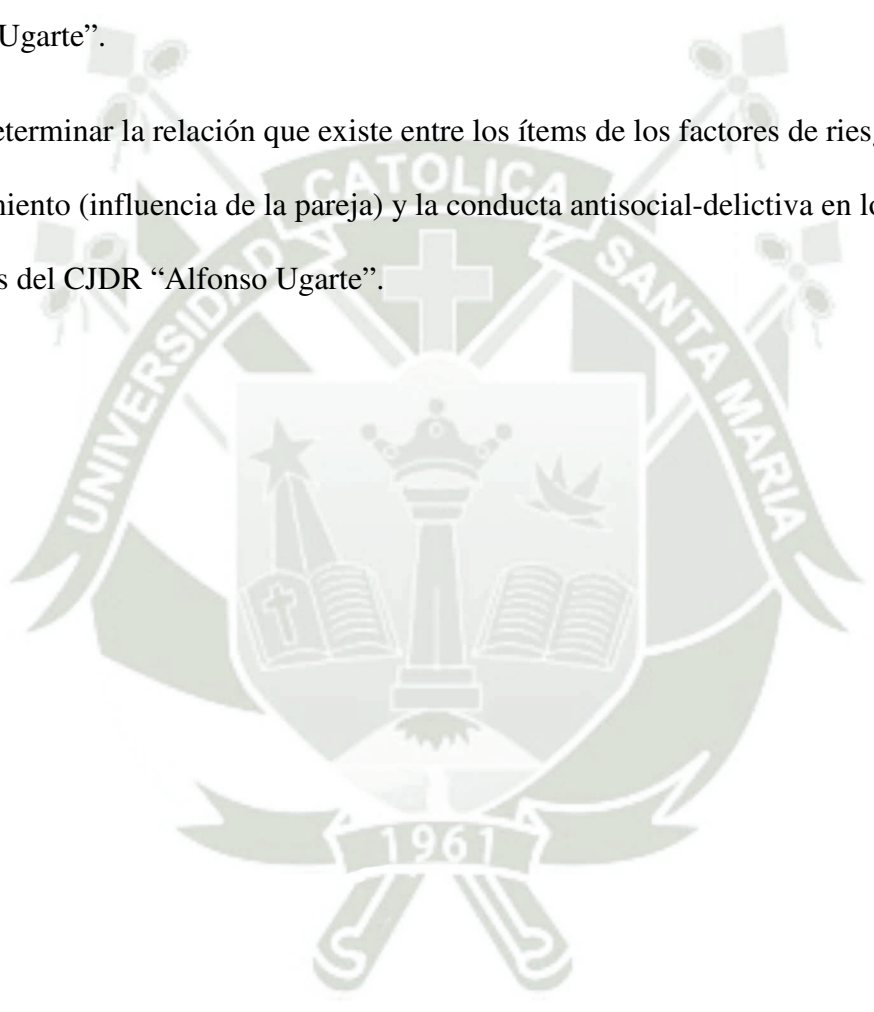 Ugarte”.
eterminar la relación que existe entre los ítems de los factores de ries
niento (influencia de la pareja) y la conducta antisocial-delictiva en lo
s del CJDR “Alfonso Ugarte”.
UNIVERSIDAD CATOLICA SANTA MARIA
1961